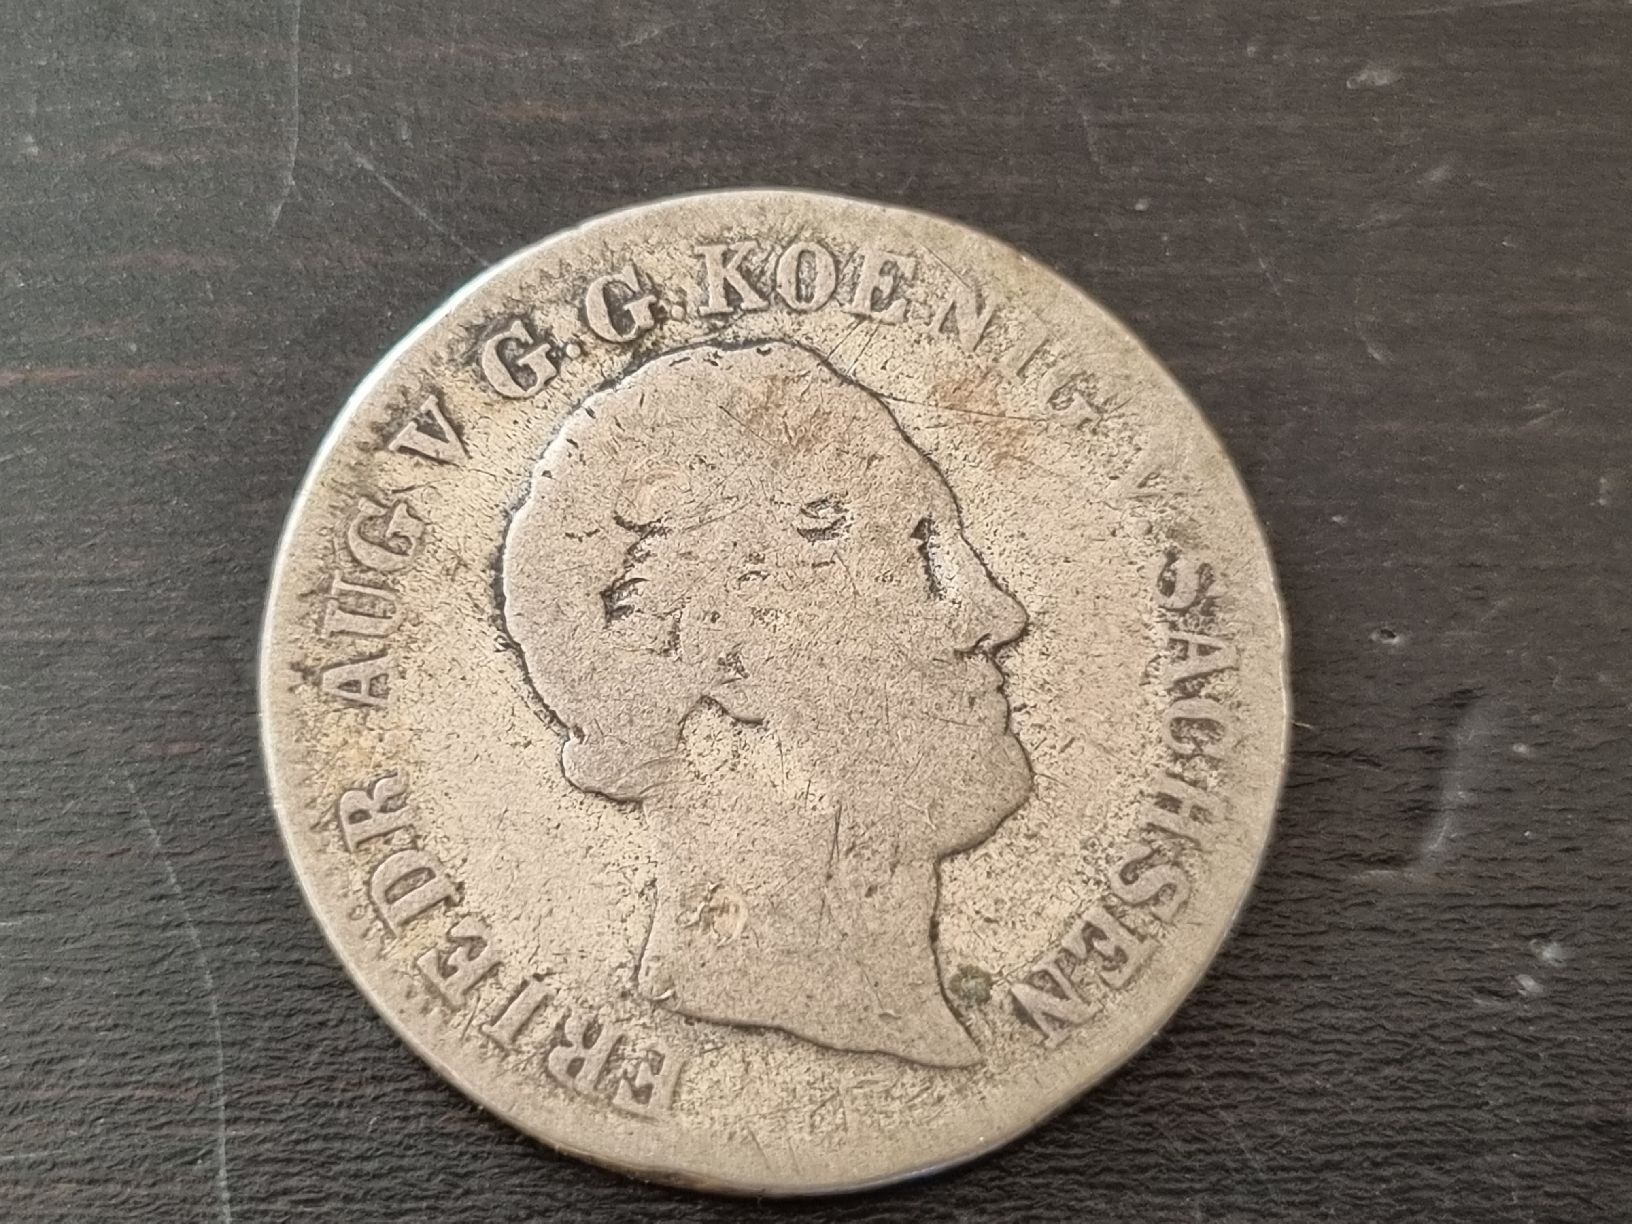 FRIEDR AUG. V. G. G. KOENIG V. SACHSEN